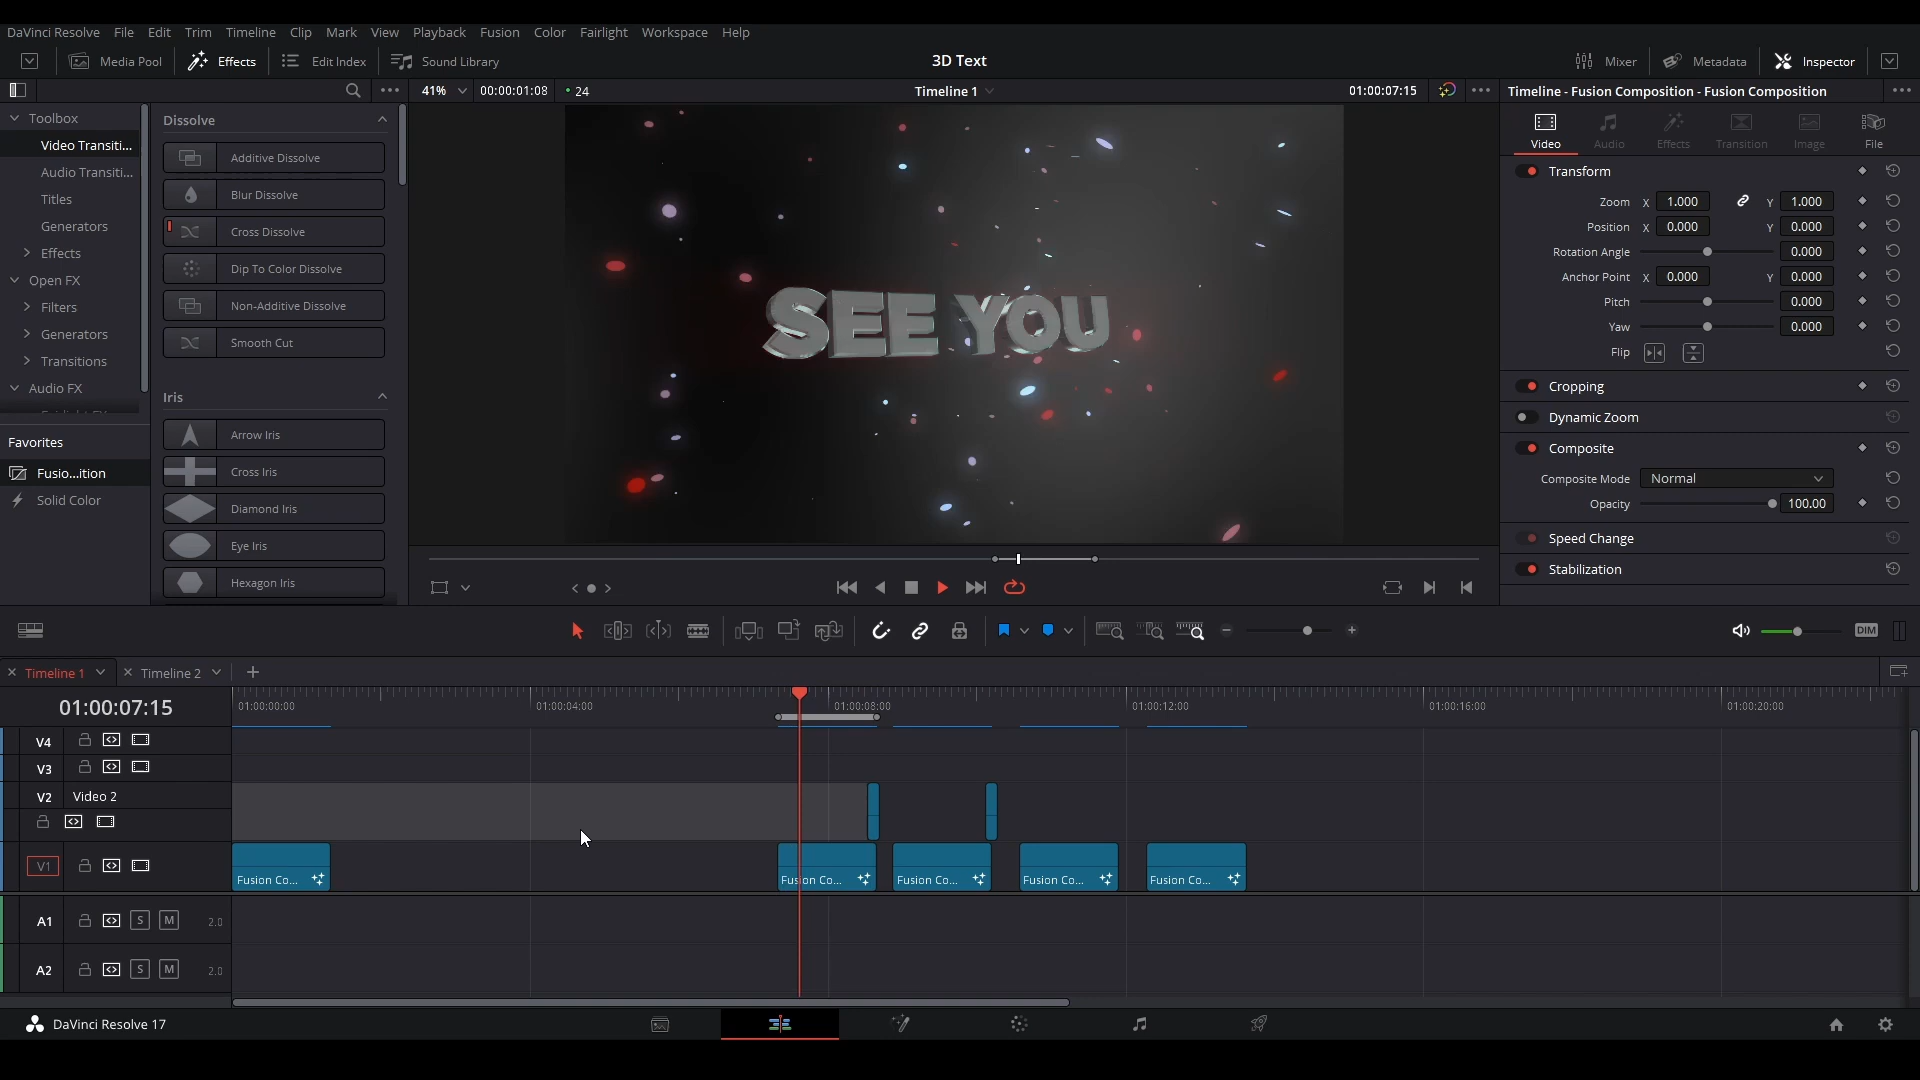 DaVinci Resolve File Edit Trim Timeline Clip Mark View Playback Fusion Color Fairlight Workspace Help
Media Pool Effects Edit Index Sound Library 3D Text Mixer Metadata Inspector
41% 00:00:01:08 24 Timeline 1 01:00:07:15 Timeline - Fusion Composition - Fusion Composition
Toolbox
Video Transiti...
Audio Transiti...
Titles
Generators
Effects
Open FX
Filters
Generators
Transitions
Audio FX
Favorites
Fusio...ition
Solid Color
Dissolve
Additive Dissolve
Blur Dissolve
Cross Dissolve
Dip To Color Dissolve
Non-Additive Dissolve
Smooth Cut
Iris
Arrow Iris
Cross Iris
Diamond Iris
Eye Iris
Hexagon Iris
SEE YOU
Video Audio Effects Transition Image File
Transform
Zoom X 1.000 Y 1.000
Position X 0.000 Y 0.000
Rotation Angle 0.000
Anchor Point X 0.000 Y 0.000
Pitch 0.000
Yaw 0.000
Flip
Cropping
Dynamic Zoom
Composite
Composite Mode Normal
Opacity 100.00
Speed Change
Stabilization
DIM
Timeline 1 Timeline 2
01:00:07:15 01:00:00:00 01:00:04:00 01:00:08:00 01:00:12:00 01:00:16:00 01:00:20:00
V4
V3
V2 Video 2
V1
Fusion Co... Fusion Co... Fusion Co... Fusion Co... Fusion Co...
A1 S M 2.0
A2 S M 2.0
DaVinci Resolve 17